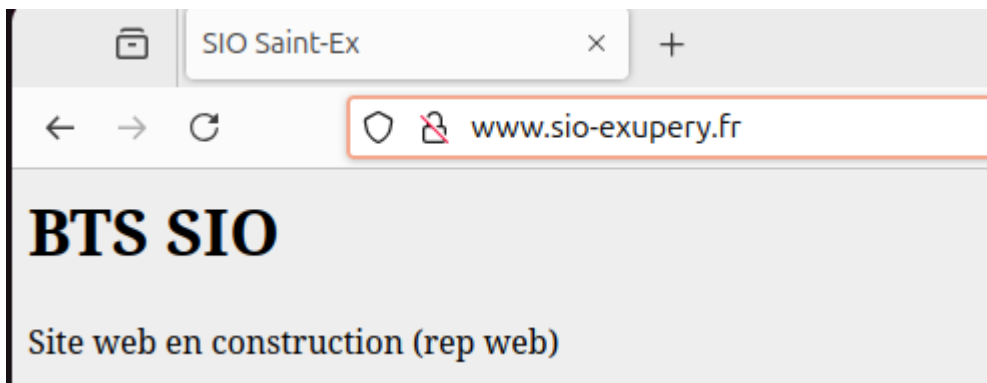 SIO Saint-Ex
www.sio-exupery.fr
BTS SIO
Site web en construction (rep web)